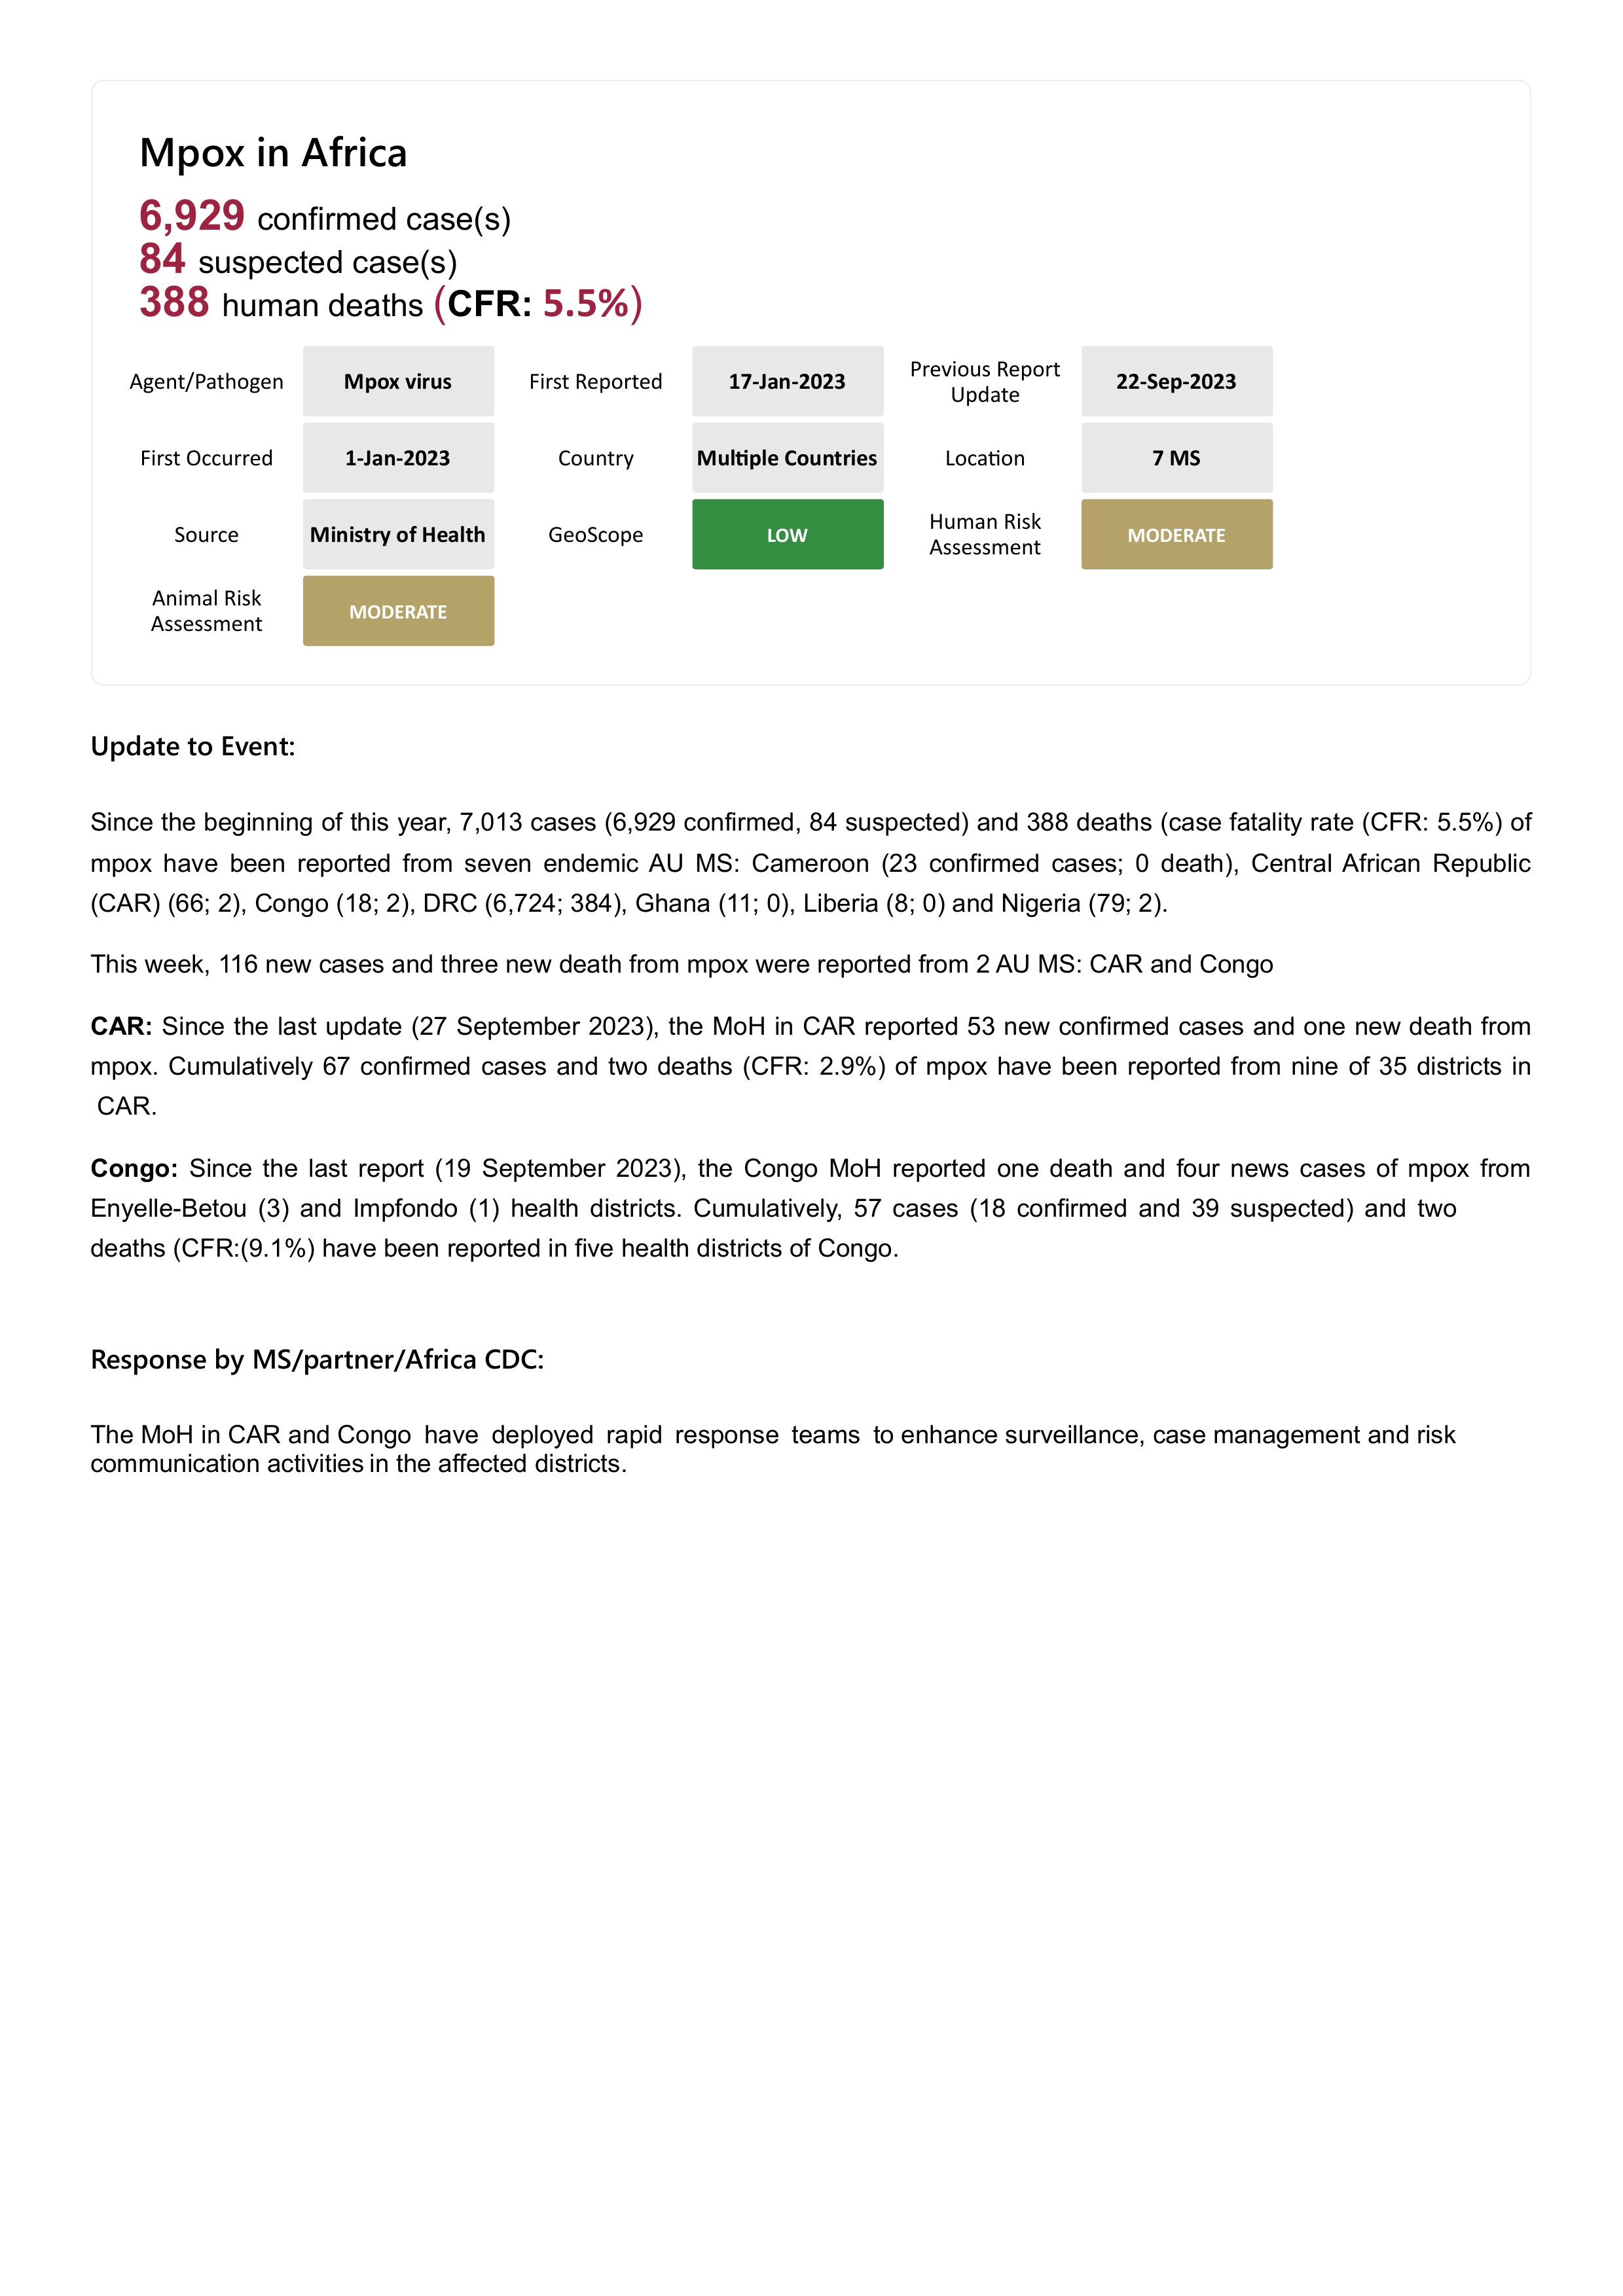 Mpox in Africa
6,929 confirmed case(s)
84 suspected case(s)
388 human deaths (CFR: 5.5%)
Agent/Pathogen
Mpox virus
First Reported
17-Jan-2023
Previous Report
Update
22-Sep-2023
First Occurred
1-Jan-2023
Country
Multiple Countries
Location
7 MS
Source
Ministry of Health
GeoScope
LOW
Human Risk
Assessment
MODERATE
Animal Risk
Assessment
MODERATE
Update to Event:
Since the beginning of this year, 7,013 cases (6,929 confirmed, 84 suspected) and 388 deaths (case fatality rate (CFR: 5.5%) of
mpox have been reported from seven endemic AU MS: Cameroon (23 confirmed cases; 0 death), Central African Republic
(CAR) (66; 2), Congo (18; 2), DRC (6,724; 384), Ghana (11; 0), Liberia (8; 0) and Nigeria (79; 2).
This week, 116 new cases and three new death from mpox were reported from 2 AU MS: CAR and Congo
CAR: Since the last update (27 September 2023), the MoH in CAR reported 53 new confirmed cases and one new death from
mpox. Cumulatively 67 confirmed cases and two deaths (CFR: 2.9%) of mpox have been reported from nine of 35 districts in
CAR.
Congo: Since the last report (19 September 2023), the Congo MoH reported one death and four news cases of mpox from
Enyelle-Betou (3) and Impfondo (1) health districts. Cumulatively, 57 cases (18 confirmed and 39 suspected) and two
deaths (CFR:(9.1%) have been reported in five health districts of Congo.
Response by MS/partner/Africa CDC:
The MoH in CAR and Congo have deployed rapid response teams to enhance surveillance, case management and risk
communication activities in the affected districts.